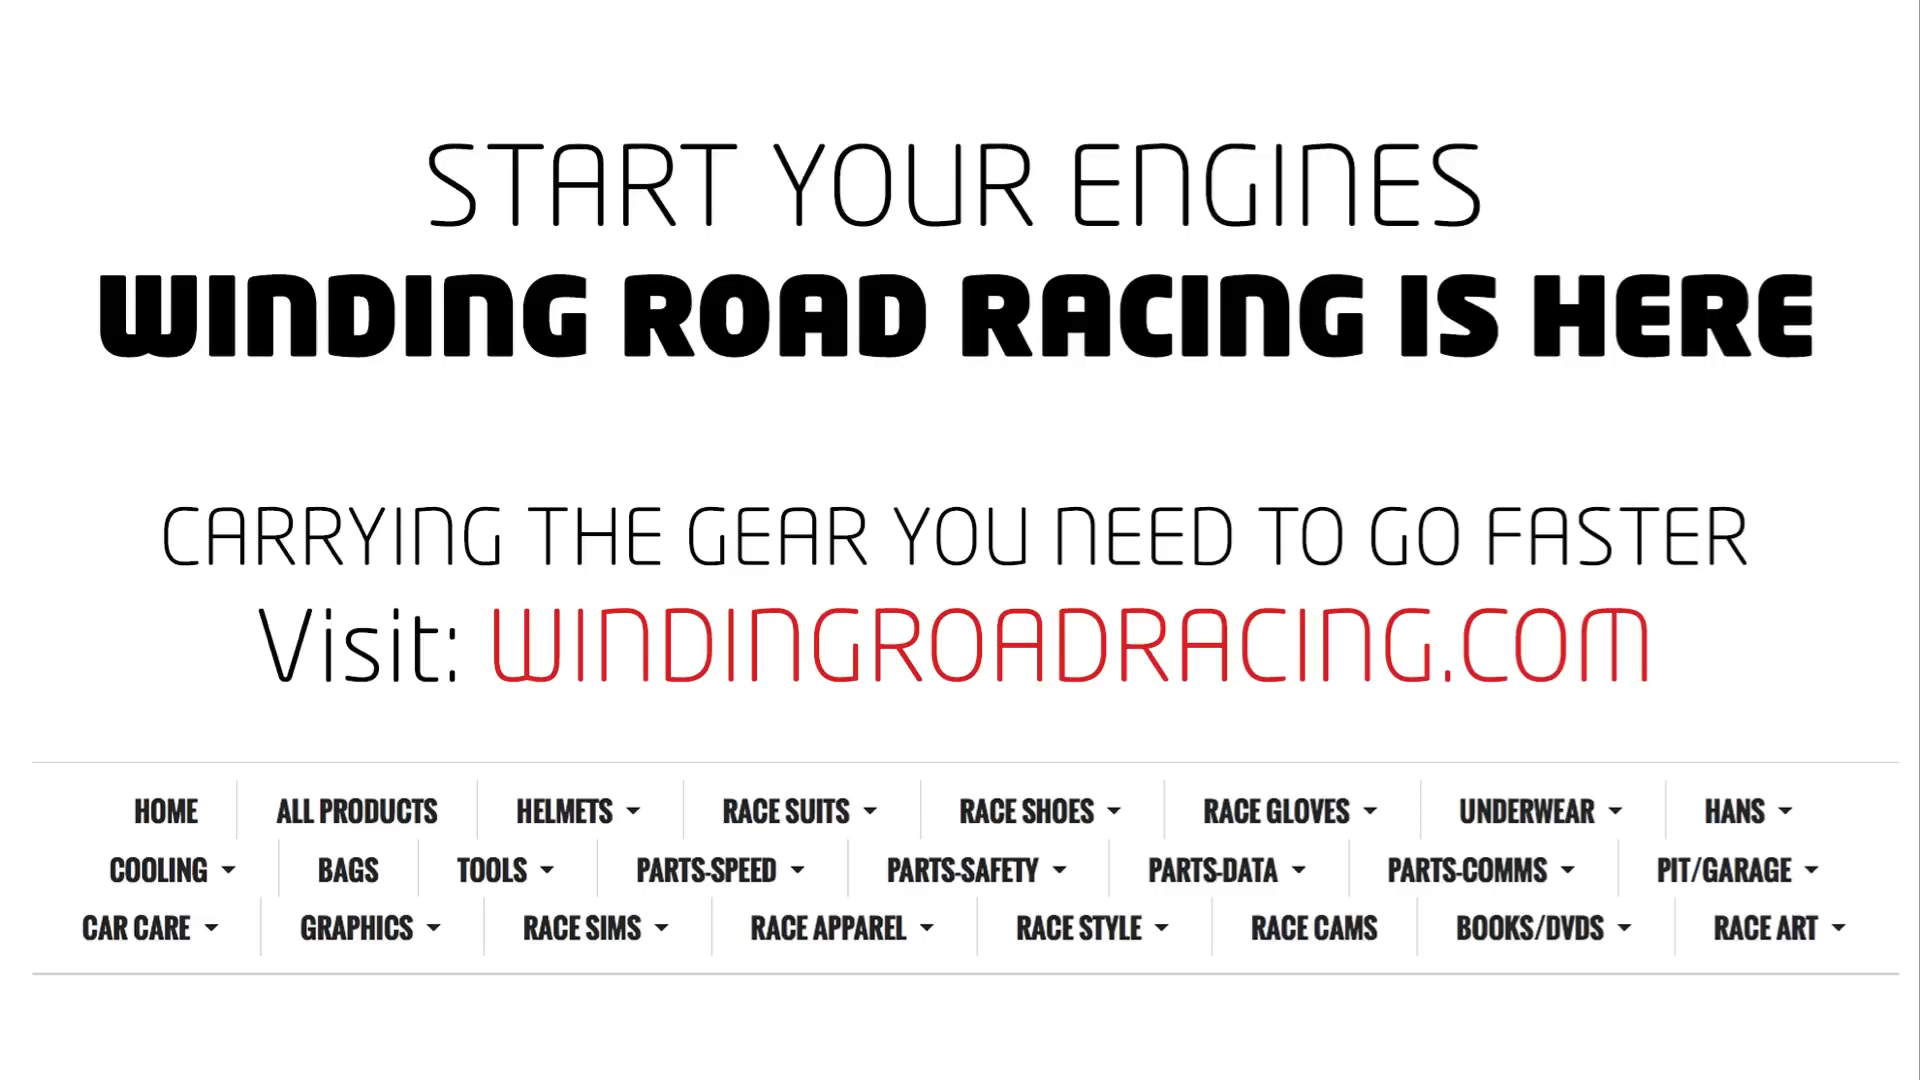 START YOUR ENGINES
WINDING ROAD RACING IS HERE
CARRYING THE GEAR YOU NEED TO GO FASTER
Visit: WINDINGROADRACING.COM
HOME ALL PRODUCTS HELMETS RACE SUITS RACE SHOES RACE GLOVES UNDERWEAR HANS
COOLING BAGS TOOLS PARTS-SPEED PARTS-SAFETY PARTS-DATA PARTS-COMMS PIT/GARAGE
CAR CARE GRAPHICS RACE SIMS RACE APPAREL RACE STYLE RACE CAMS BOOKS/DVDS RACE ART